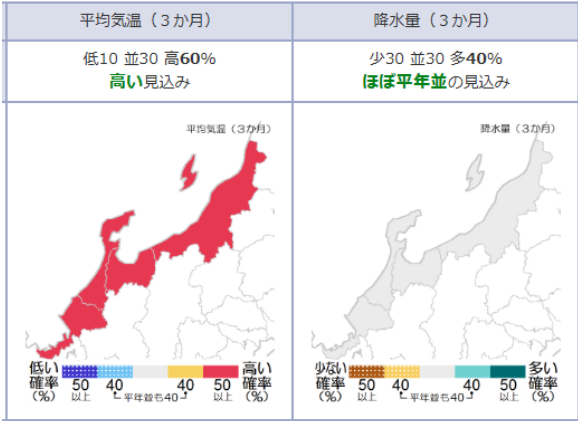 平均気温（３か月）
降水量（３か月）
低10 並30 高60%
高い見込み
少30 並30 多40%
ほぼ平年並の見込み
平均気温（３か月）
降水量（３か月）
低い
確率
(%)
50
以上
40
平年並も40
40
50
以上
高い
確率
(%)
少ない
確率
(%)
50
以上
40
平年並も40
40
50
以上
多い
確率
(%)